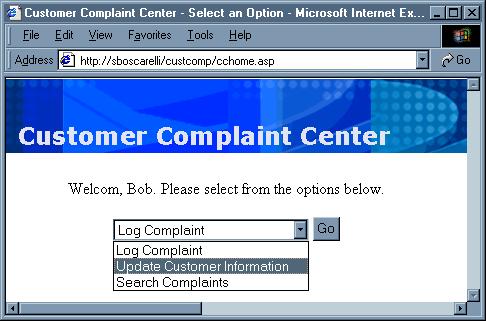 Customer Complaint Center - Select an Option - Microsoft Internet Ex...
File Edit View Favorites Tools Help
Address http://sboscarelli/custcomp/cchome.asp Go
Customer Complaint Center
Welcom, Bob. Please select from the options below.
Log Complaint Go
Log Complaint
Update Customer Information
Search Complaints